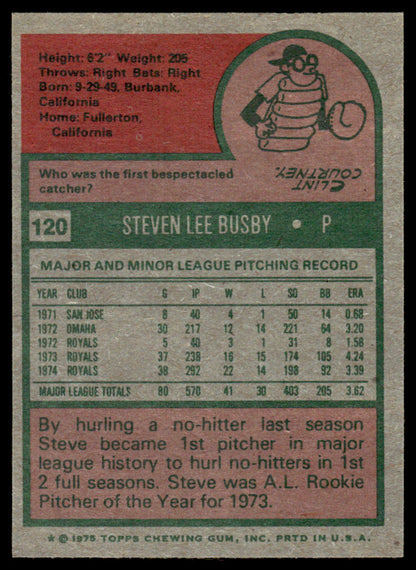 Height: 6'2" Weight: 205
Throws: Right Bats: Right
Born: 9-29-49, Burbank,
California
Home: Fullerton,
California
CLINT
COURTNEY.
Who was the first bespectacled
catcher?
120 STEVEN LEE BUSBY • P
MAJOR AND MINOR LEAGUE PITCHING RECORD
YEAR CLUB G IP W L SO BB ERA
1971 SAN JOSE 8 40 4 1 50 14 0.68
1972 OMAHA 30 217 12 14 221 64 3.20
1972 ROYALS 5 40 3 1 31 8 1.58
1973 ROYALS 37 238 16 15 174 105 4.24
1974 ROYALS 38 292 22 14 198 92 3.39
MAJOR LEAGUE TOTALS 80 570 41 30 403 205 3.62
By hurling a no-hitter last season
Steve became 1st pitcher in major
league history to hurl no-hitters in 1st
2 full seasons. Steve was A.L. Rookie
Pitcher of the Year for 1973.
* © 1975 TOPPS CHEWING GUM, INC. PRTD IN U.S.A.